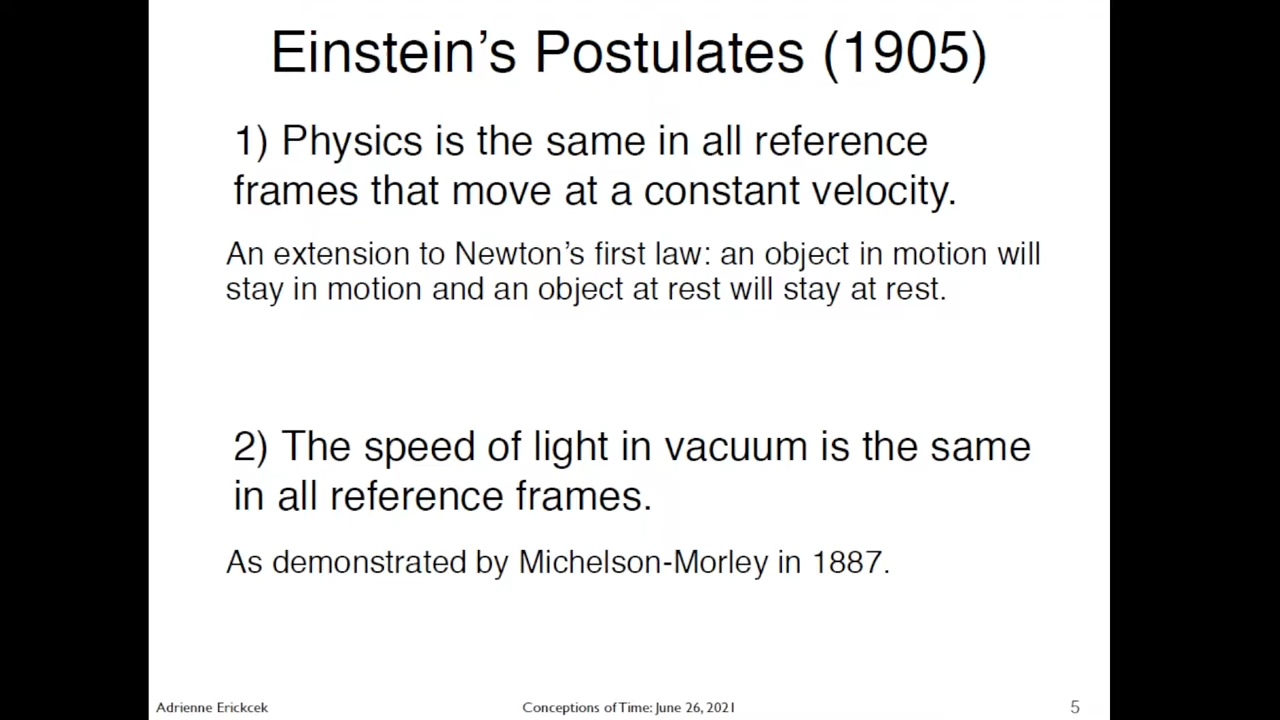 Einstein's Postulates (1905)
1) Physics is the same in all reference
frames that move at a constant velocity.
An extension to Newton's first law: an object in motion will
stay in motion and an object at rest will stay at rest.
2) The speed of light in vacuum is the same
in all reference frames.
As demonstrated by Michelson-Morley in 1887.
Adrienne Erickcek
Conceptions of Time: June 26, 2021
5